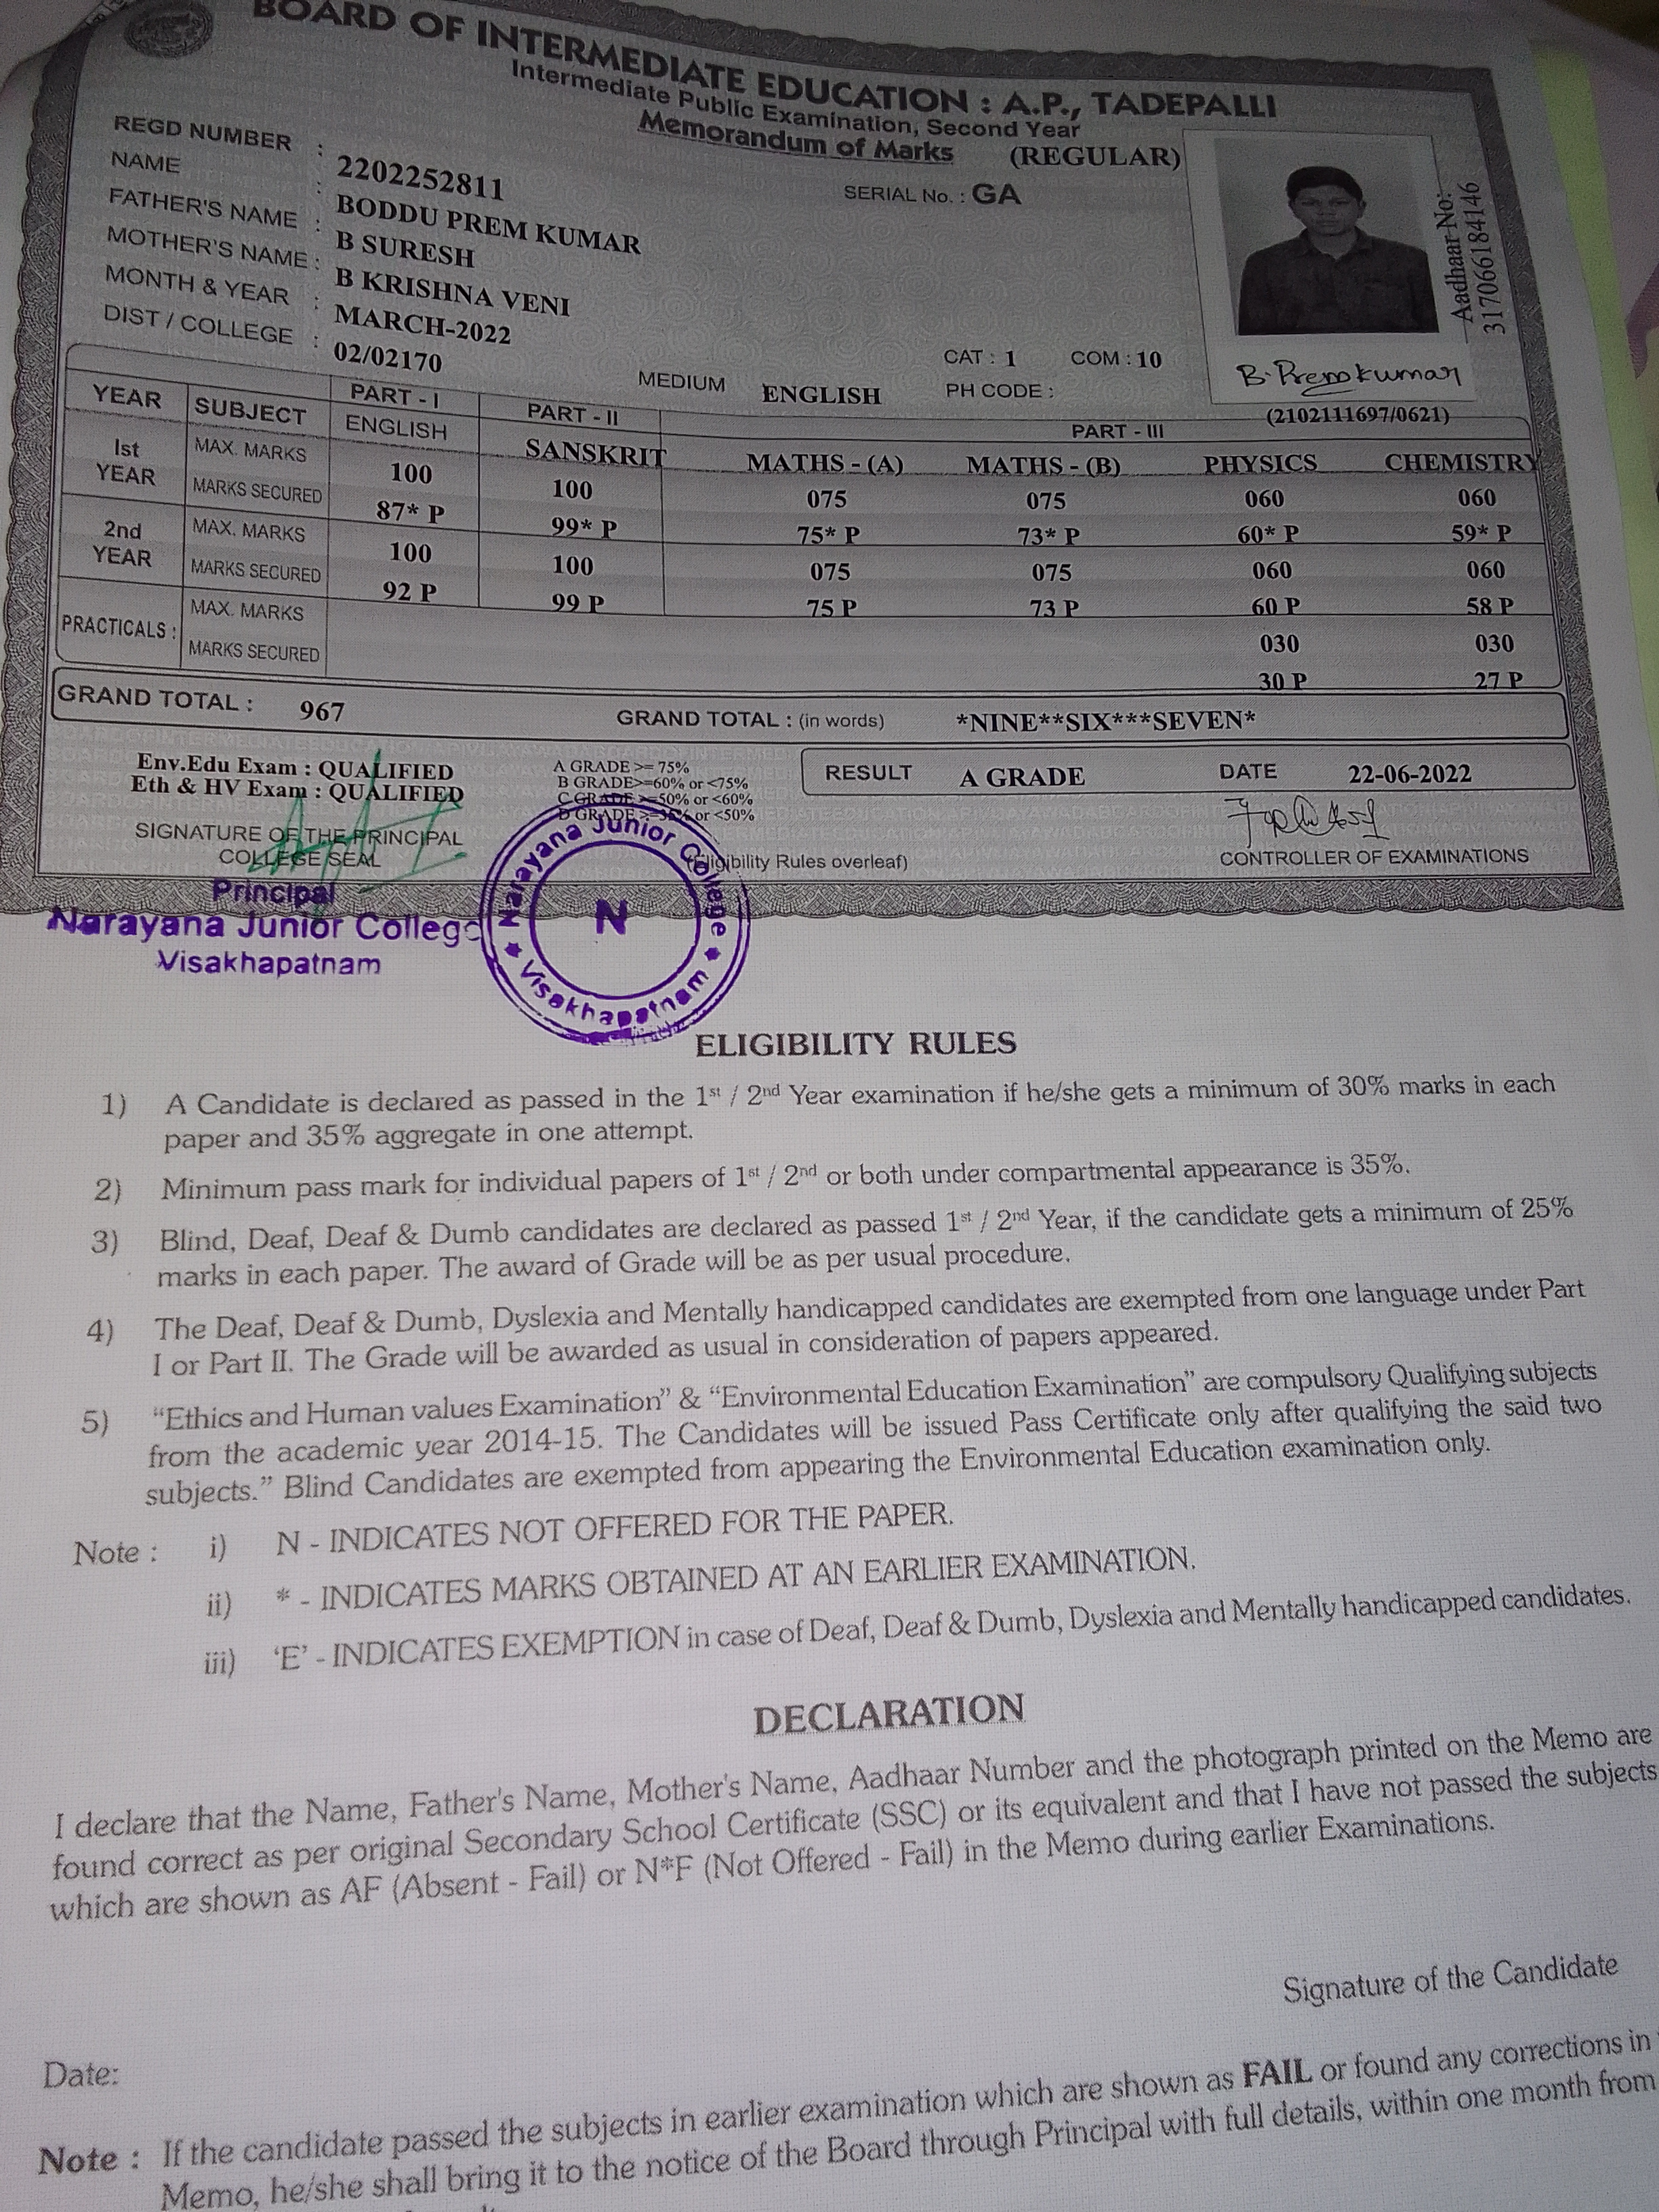 BOARD OF INTERMEDIATE EDUCATION : A.P., TADEPALLI
Intermediate Public Examination, Second Year
Memorandum of Marks (REGULAR)
REGD NUMBER : 2202252811
SERIAL No. : GA
NAME : BODDU PREM KUMAR
FATHER'S NAME : B SURESH
MOTHER'S NAME : B KRISHNA VENI
MONTH & YEAR : MARCH-2022
DIST / COLLEGE : 02/02170
Aadhaar No:
317066184146
CAT : 1 COM : 10
MEDIUM ENGLISH PH CODE :
B. Premkumar
(2102111697/0621)
YEAR SUBJECT PART - I PART - II PART - III
ENGLISH SANSKRIT MATHS - (A) MATHS - (B) PHYSICS CHEMISTRY
1st YEAR MAX. MARKS 100 100 075 075 060 060
MARKS SECURED 87* P 99* P 75* P 73* P 60* P 59* P
2nd YEAR MAX. MARKS 100 100 075 075 060 060
MARKS SECURED 92 P 99 P 75 P 73 P 60 P 58 P
PRACTICALS : MAX. MARKS 030 030
MARKS SECURED 30 P 27 P
GRAND TOTAL : 967 GRAND TOTAL : (in words) *NINE**SIX***SEVEN*
Env.Edu Exam : QUALIFIED
Eth & HV Exam : QUALIFIED
A GRADE >= 75%
B GRADE>=60% or <75%
C GRADE >=50% or <60%
D GRADE >=35% or <50%
RESULT A GRADE DATE 22-06-2022
SIGNATURE OF THE PRINCIPAL
COLLEGE SEAL
(Eligibility Rules overleaf)
CONTROLLER OF EXAMINATIONS
Principal
Narayana Junior College
Visakhapatnam
Narayana Junior College
N
Visakhapatnam
ELIGIBILITY RULES
1) A Candidate is declared as passed in the 1st / 2nd Year examination if he/she gets a minimum of 30% marks in each
paper and 35% aggregate in one attempt.
2) Minimum pass mark for individual papers of 1st / 2nd or both under compartmental appearance is 35%.
3) Blind, Deaf, Deaf & Dumb candidates are declared as passed 1st / 2nd Year, if the candidate gets a minimum of 25%
marks in each paper. The award of Grade will be as per usual procedure.
4) The Deaf, Deaf & Dumb, Dyslexia and Mentally handicapped candidates are exempted from one language under Part
I or Part II. The Grade will be awarded as usual in consideration of papers appeared.
5) “Ethics and Human values Examination” & “Environmental Education Examination” are compulsory Qualifying subjects
from the academic year 2014-15. The Candidates will be issued Pass Certificate only after qualifying the said two
subjects.” Blind Candidates are exempted from appearing the Environmental Education examination only.
Note : i) N - INDICATES NOT OFFERED FOR THE PAPER.
ii) * - INDICATES MARKS OBTAINED AT AN EARLIER EXAMINATION.
iii) ‘E’ - INDICATES EXEMPTION in case of Deaf, Deaf & Dumb, Dyslexia and Mentally handicapped candidates.
DECLARATION
I declare that the Name, Father's Name, Mother's Name, Aadhaar Number and the photograph printed on the Memo are
found correct as per original Secondary School Certificate (SSC) or its equivalent and that I have not passed the subjects
which are shown as AF (Absent - Fail) or N*F (Not Offered - Fail) in the Memo during earlier Examinations.
Signature of the Candidate
Date:
Note : If the candidate passed the subjects in earlier examination which are shown as FAIL or found any corrections in
Memo, he/she shall bring it to the notice of the Board through Principal with full details, within one month from